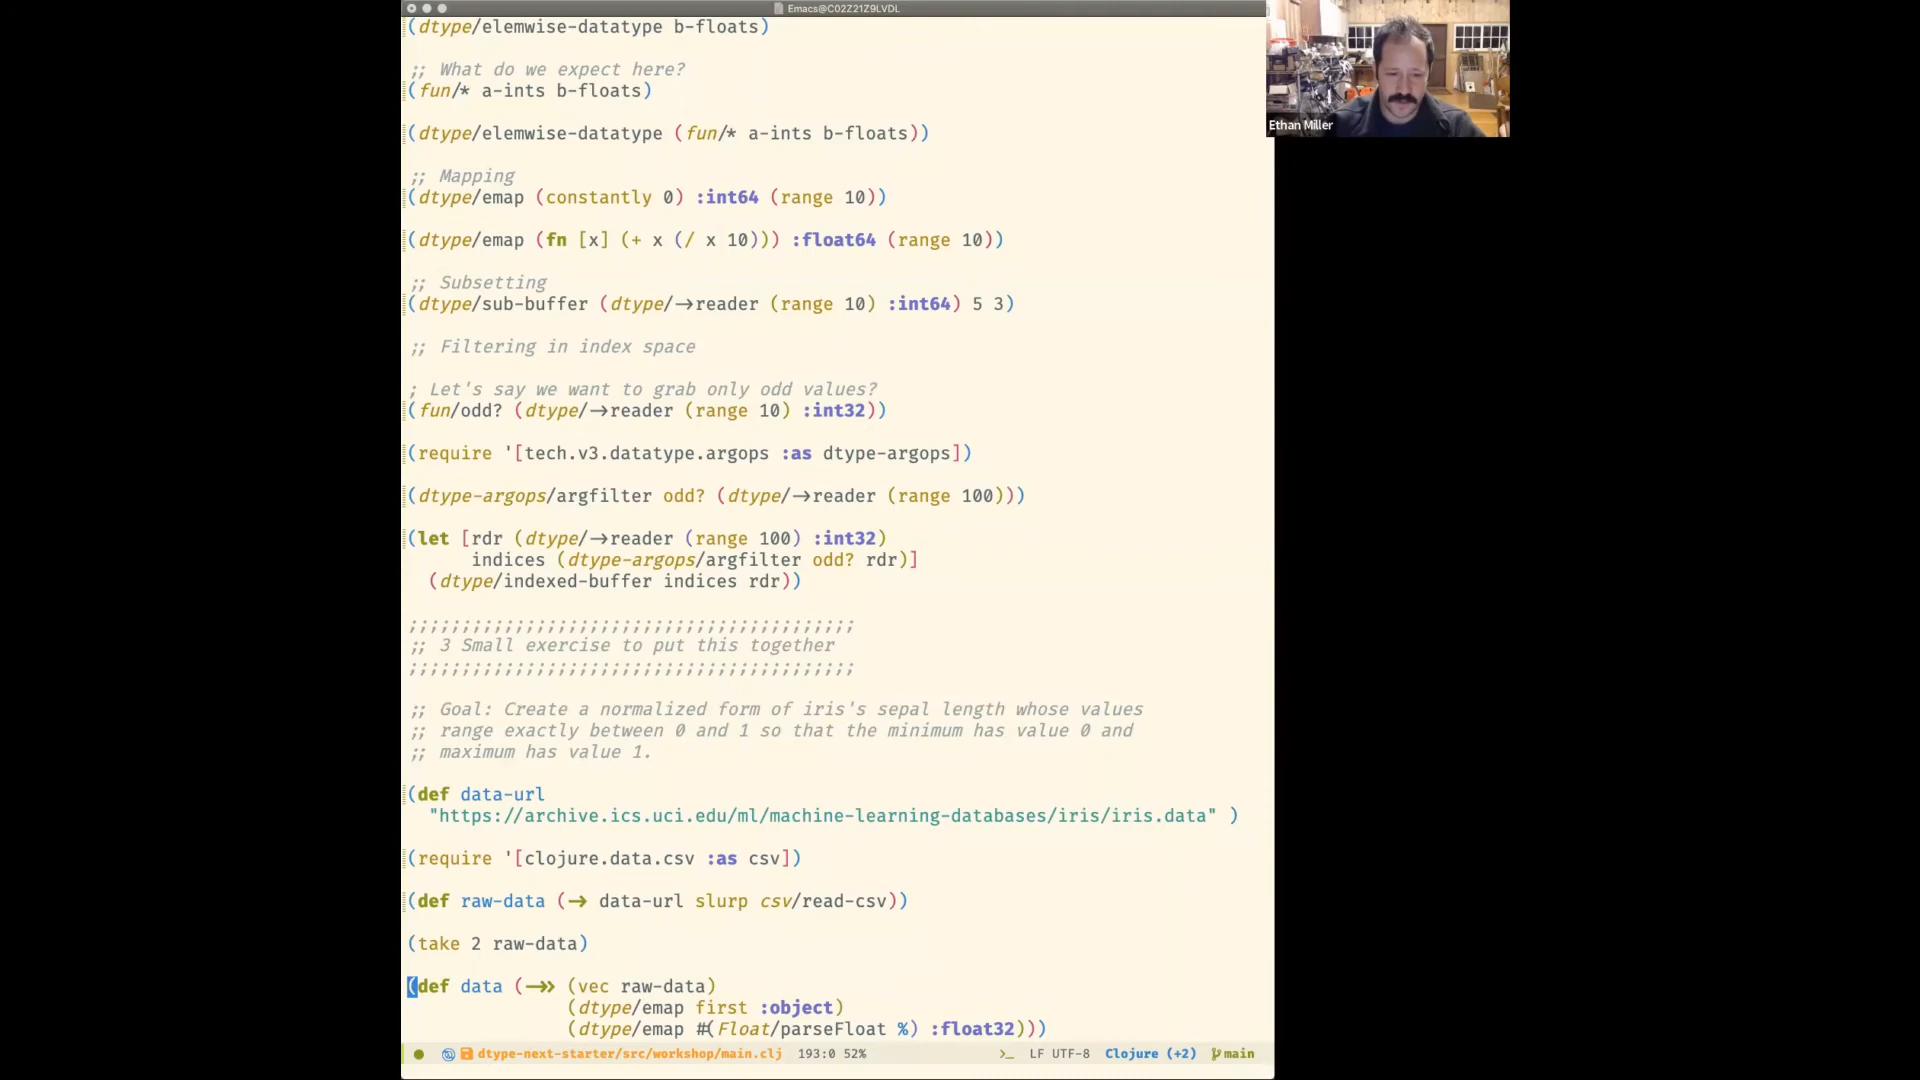 Emacs@C02Z21Z9LVDL
(dtype/elemwise-datatype b-floats)
;; What do we expect here?
(fun/* a-ints b-floats)
(dtype/elemwise-datatype (fun/* a-ints b-floats))
;; Mapping
(dtype/emap (constantly 0) :int64 (range 10))
(dtype/emap (fn [x] (+ x (/ x 10))) :float64 (range 10))
;; Subsetting
(dtype/sub-buffer (dtype/->reader (range 10) :int64) 5 3)
;; Filtering in index space
; Let's say we want to grab only odd values?
(fun/odd? (dtype/->reader (range 10) :int32))
(require '[tech.v3.datatype.argops :as dtype-argops])
(dtype-argops/argfilter odd? (dtype/->reader (range 100)))
(let [rdr (dtype/->reader (range 100) :int32)
indices (dtype-argops/argfilter odd? rdr)]
(dtype/indexed-buffer indices rdr))
;;;;;;;;;;;;;;;;;;;;;;;;;;;;;;;;;;;;;;;;;;
;; 3 Small exercise to put this together
;;;;;;;;;;;;;;;;;;;;;;;;;;;;;;;;;;;;;;;;;;
;; Goal: Create a normalized form of iris's sepal length whose values
;; range exactly between 0 and 1 so that the minimum has value 0 and
;; maximum has value 1.
(def data-url
"https://archive.ics.uci.edu/ml/machine-learning-databases/iris/iris.data" )
(require '[clojure.data.csv :as csv])
(def raw-data (-> data-url slurp csv/read-csv))
(take 2 raw-data)
(def data (->> (vec raw-data)
(dtype/emap first :object)
(dtype/emap #(Float/parseFloat %) :float32)))
dtype-next-starter/src/workshop/main.clj 193:0 52% >_ LF UTF-8 Clojure (+2) main
Ethan Miller